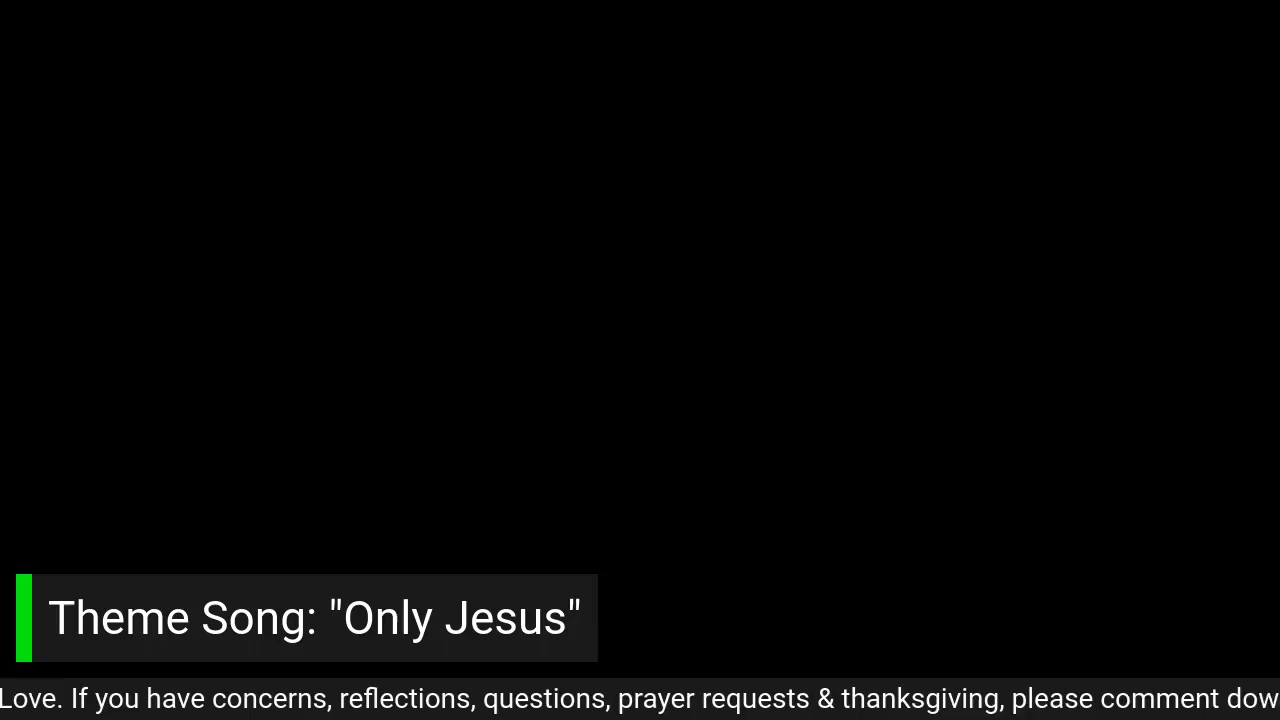 Theme Song: "Only Jesus"
Love. If you have concerns, reflections, questions, prayer requests & thanksgiving, please comment dow